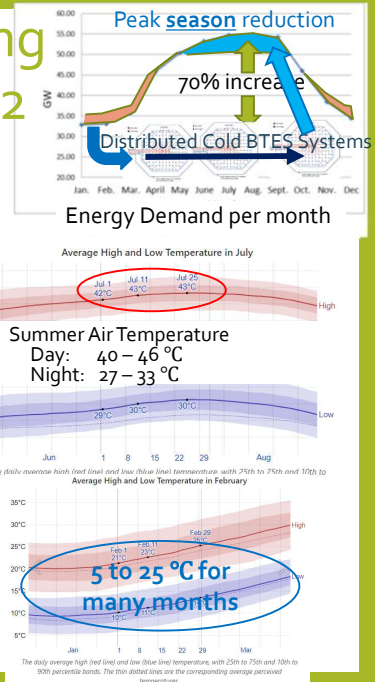 ng
2
Peak season reduction
60.00
55.00
50.00
45.00
40.00
35.00
30.00
25.00
20.00
GW
70% increase
Distributed Cold BTES Systems
Jan. Feb. Mar. April May June July Aug. Sept. Oct. Nov. Dec
Energy Demand per month
Average High and Low Temperature in July
Jul 1
42°C
Jul 11
43°C
Jul 25
43°C
High
Summer Air Temperature
Day: 40 – 46 °C
Night: 27 – 33 °C
29°C
30°C
30°C
Low
Jun 1 8 15 22 29 Aug
daily average high (red line) and low (blue line) temperature, with 25th to 75th and 10th to
Average High and Low Temperature in February
35°C
30°C
25°C
20°C
15°C
10°C
5°C
Feb 1
21°C
Feb 11
23°C
Feb 29
25°C
High
5 to 25 °C for
many months
Low
10°C
11°C
Jan 1 8 15 22 29 Mar
The daily average high (red line) and low (blue line) temperature, with 25th to 75th and 10th to
90th percentile bands. The thin dotted lines are the corresponding average perceived
temperatures.